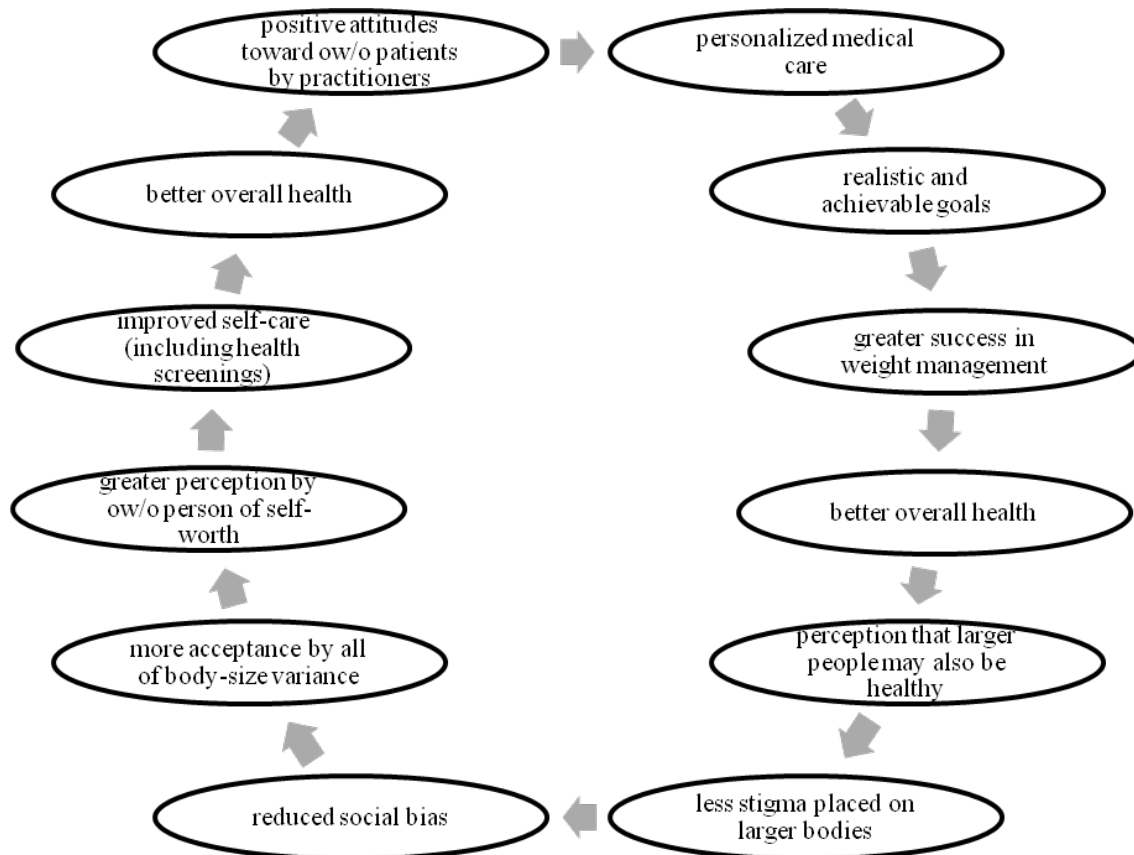 positive attitudes
toward ow/o patients
by practitioners
personalized medical
care
realistic and
achievable goals
greater success in
weight management
better overall health
perception that larger
people may also be
healthy
less stigma placed on
larger bodies
reduced social bias
more acceptance by all
of body-size variance
greater perception by
ow/o person of self-
worth
improved self-care
(including health
screenings)
better overall health